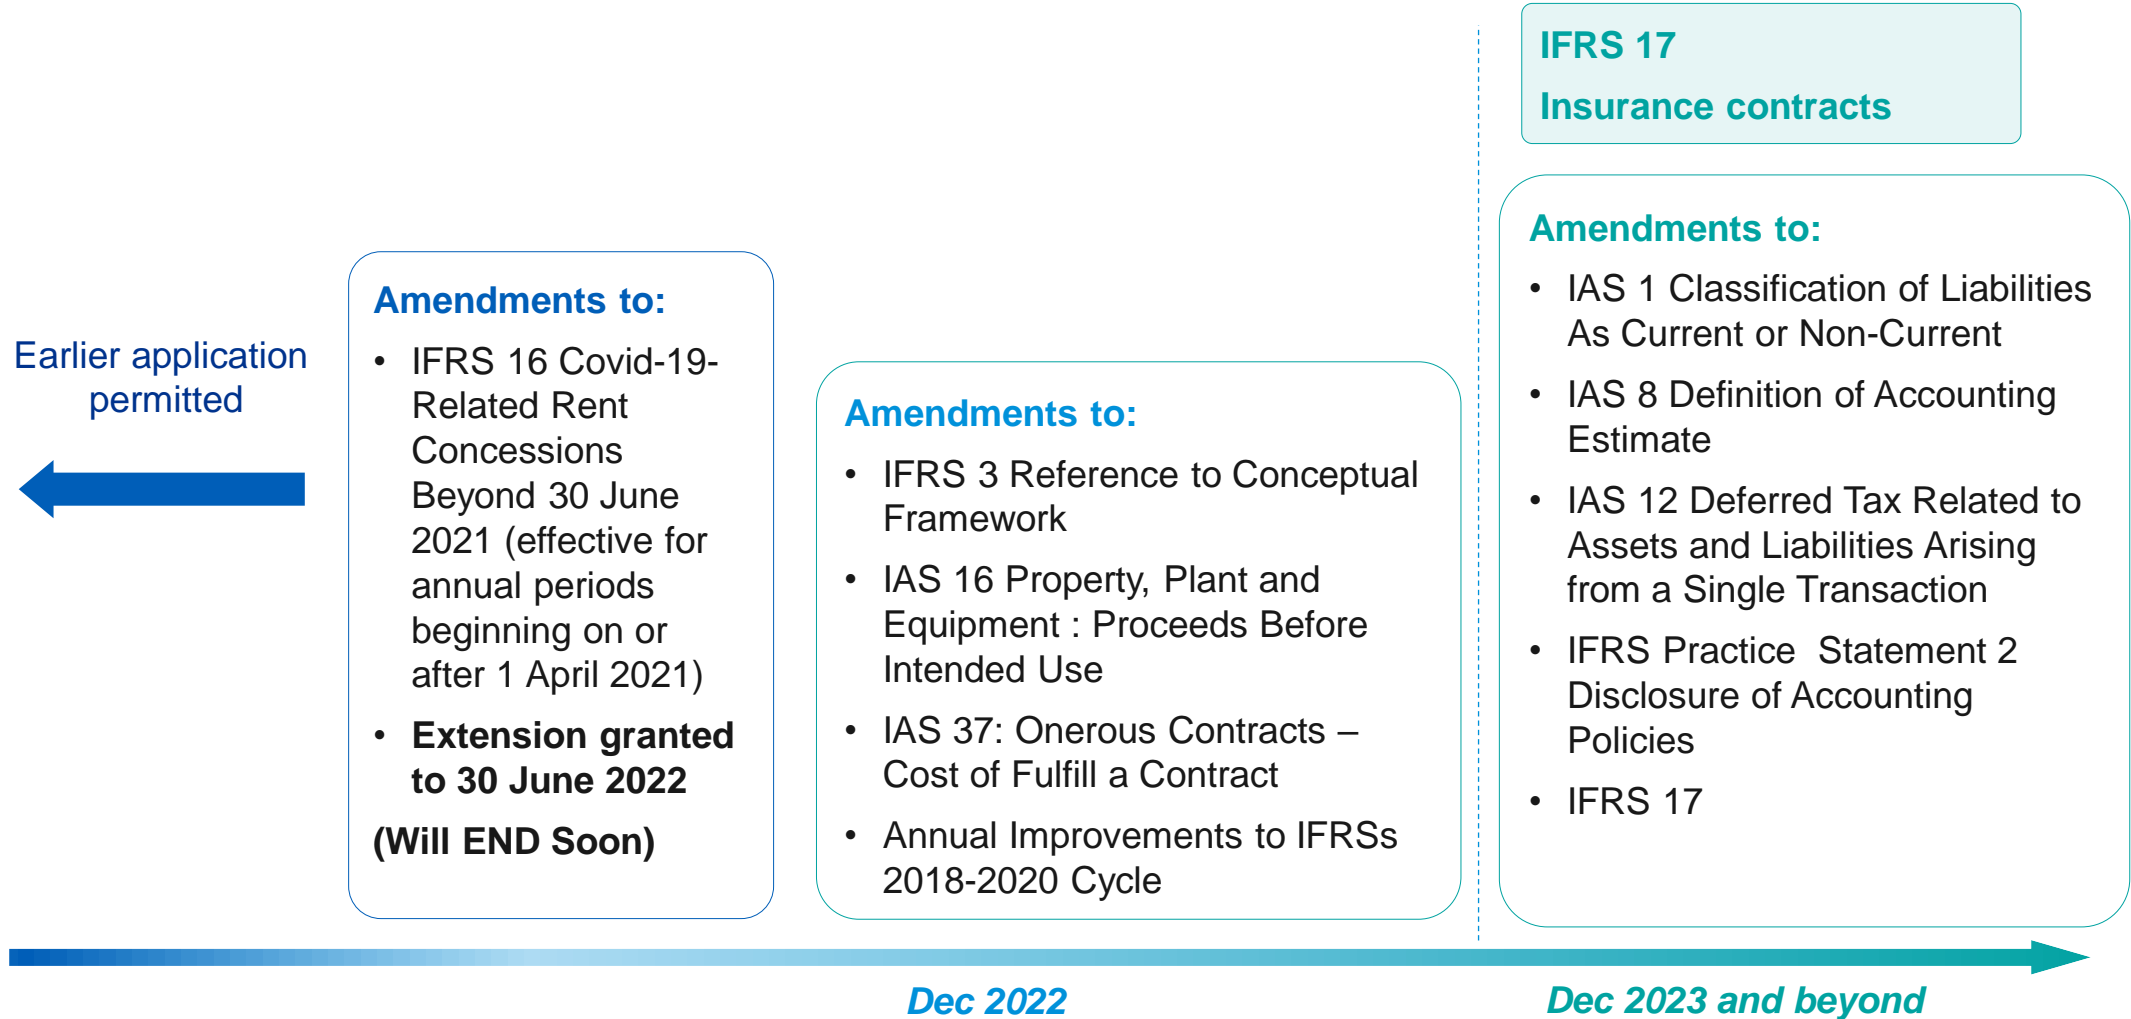 Earlier application
permitted
Amendments to:
• IFRS 16 Covid-19-
Related Rent
Concessions
Beyond 30 June
2021 (effective for
annual periods
beginning on or
after 1 April 2021)
• Extension granted
to 30 June 2022
(Will END Soon)
Amendments to:
• IFRS 3 Reference to Conceptual
Framework
• IAS 16 Property, Plant and
Equipment : Proceeds Before
Intended Use
• IAS 37: Onerous Contracts –
Cost of Fulfill a Contract
• Annual Improvements to IFRSs
2018-2020 Cycle
IFRS 17
Insurance contracts
Amendments to:
• IAS 1 Classification of Liabilities
As Current or Non-Current
• IAS 8 Definition of Accounting
Estimate
• IAS 12 Deferred Tax Related to
Assets and Liabilities Arising
from a Single Transaction
• IFRS Practice  Statement 2
Disclosure of Accounting
Policies
• IFRS 17
Dec 2022
Dec 2023 and beyond